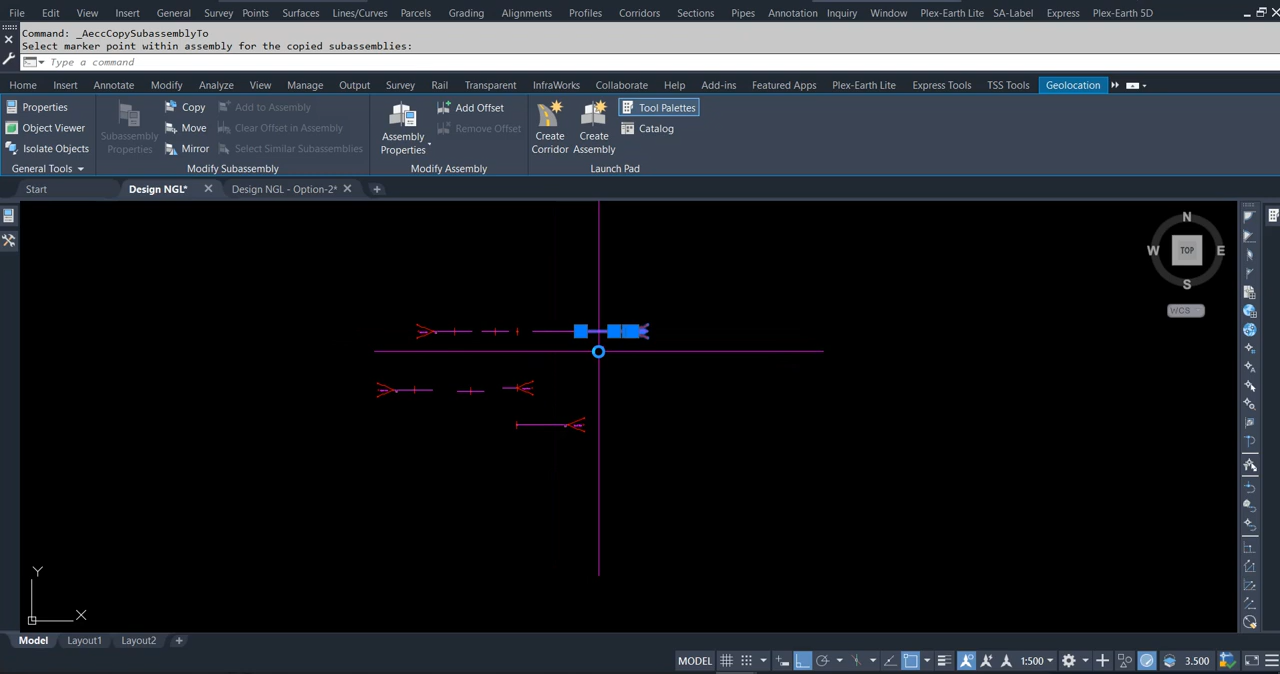 File Edit View Insert General Survey Points Surfaces Lines/Curves Parcels Grading Alignments Profiles Corridors Sections Pipes Annotation Inquiry Window Plex-Earth Lite SA-Label Express Plex-Earth 5D
Command: _AeccCopySubassemblyTo
Select marker point within assembly for the copied subassemblies:
Type a command
Home Insert Annotate Modify Analyze View Manage Output Survey Rail Transparent InfraWorks Collaborate Help Add-ins Featured Apps Plex-Earth Lite Express Tools TSS Tools Geolocation
Properties
Object Viewer
Isolate Objects
General Tools
Subassembly
Properties
Copy
Move
Mirror
Add to Assembly
Clear Offset in Assembly
Select Similar Subassemblies
Modify Subassembly
Assembly
Properties
Add Offset
Remove Offset
Modify Assembly
Create
Corridor
Create
Assembly
Tool Palettes
Catalog
Launch Pad
Start Design NGL* Design NGL - Option-2*
N
W TOP E
S
WCS
Y
X
Model Layout1 Layout2
MODEL 1:500 3.500